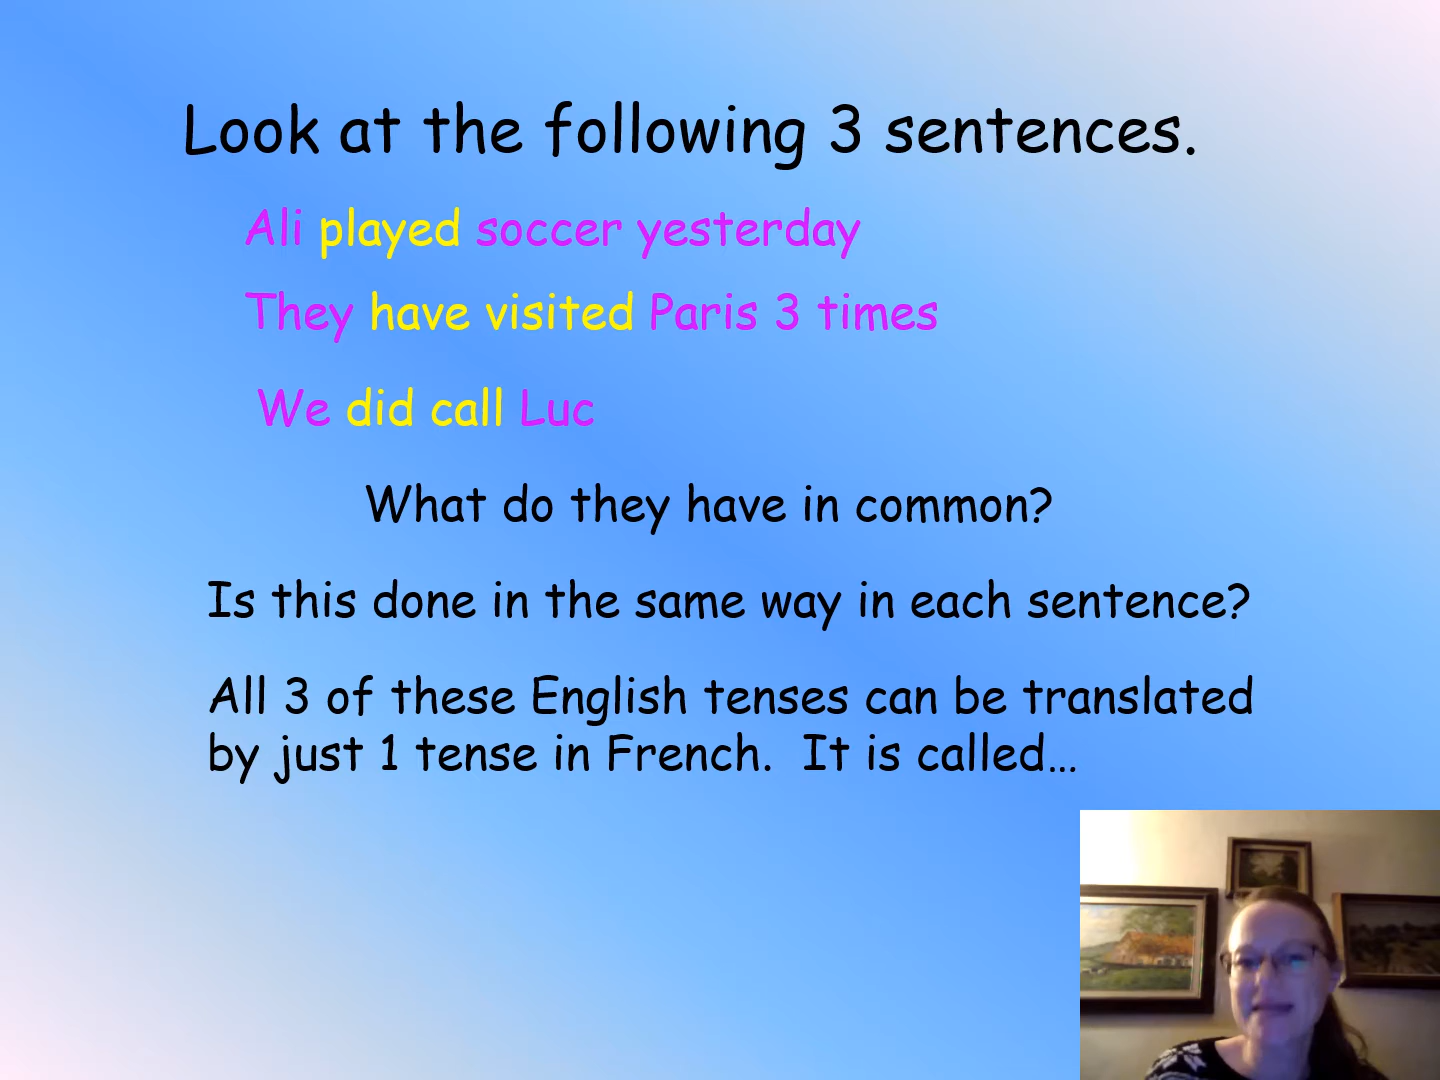 Look at the following 3 sentences.
Ali played soccer yesterday
They have visited Paris 3 times
We did call Luc
What do they have in common?
Is this done in the same way in each sentence?
All 3 of these English tenses can be translated
by just 1 tense in French.  It is called…